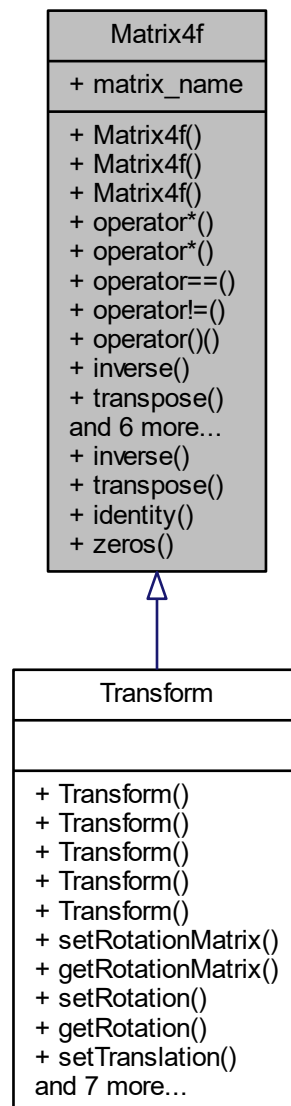 Matrix4f
+ matrix_name
+ Matrix4f()
+ Matrix4f()
+ Matrix4f()
+ operator*()
+ operator*()
+ operator==()
+ operator!=()
+ operator()()
+ inverse()
+ transpose()
and 6 more...
+ inverse()
+ transpose()
+ identity()
+ zeros()
Transform
+ Transform()
+ Transform()
+ Transform()
+ Transform()
+ Transform()
+ setRotationMatrix()
+ getRotationMatrix()
+ setRotation()
+ getRotation()
+ setTranslation()
and 7 more...